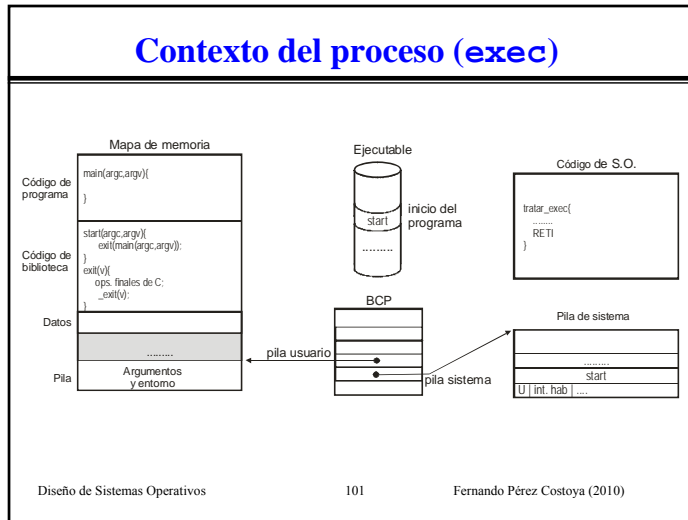 Contexto del proceso (exec)
Mapa de memoria
Código de
programa
main(argc,argv){
}
Código de
biblioteca
start(argc,argv){
exit(main(argc,argv));
}
exit(v){
ops. finales de C;
_exit(v);
}
Datos
.........
Pila
Argumentos
y entorno
Ejecutable
start
.........
inicio del
programa
BCP
pila usuario
pila sistema
Código de S.O.
tratar_exec{
........
RETI
}
Pila de sistema
.........
start
U | int. hab | ....
Diseño de Sistemas Operativos
101
Fernando Pérez Costoya (2010)